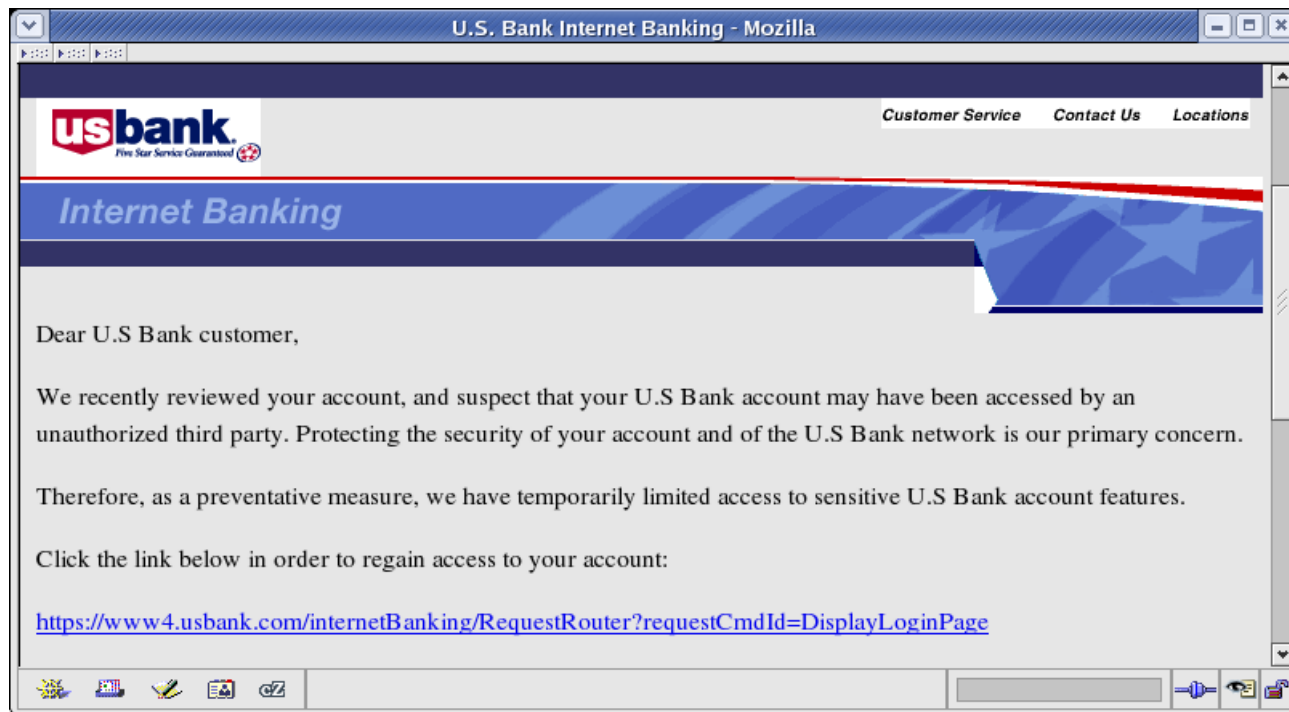 U.S. Bank Internet Banking - Mozilla
usbank.
Five Star Service Guaranteed
Customer Service Contact Us Locations
Internet Banking
Dear U.S Bank customer,
We recently reviewed your account, and suspect that your U.S Bank account may have been accessed by an
unauthorized third party. Protecting the security of your account and of the U.S Bank network is our primary concern.
Therefore, as a preventative measure, we have temporarily limited access to sensitive U.S Bank account features.
Click the link below in order to regain access to your account:
https://www4.usbank.com/internetBanking/RequestRouter?requestCmdId=DisplayLoginPage
cZ